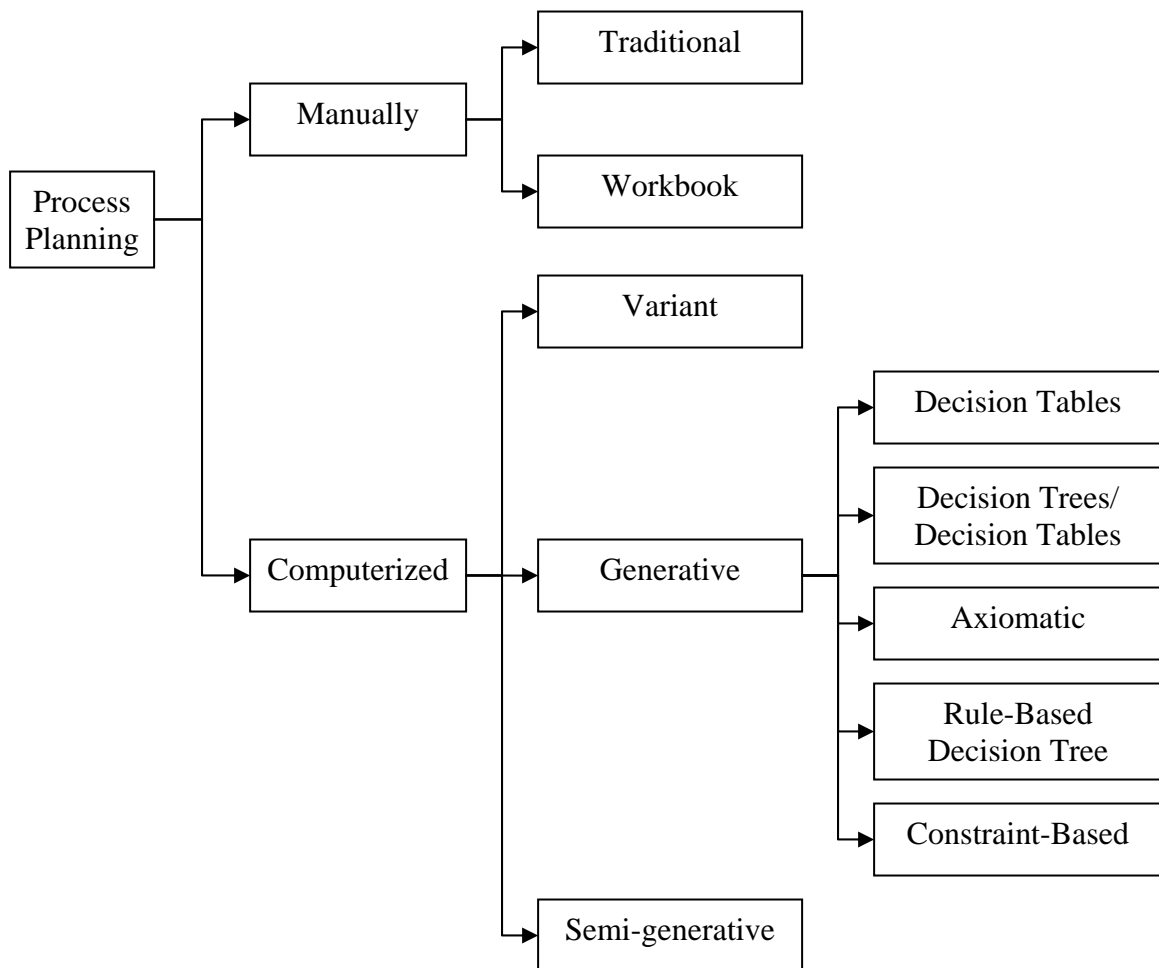 Process
Planning
Manually
Traditional
Workbook
Computerized
Variant
Generative
Decision Tables
Decision Trees/
Decision Tables
Axiomatic
Rule-Based
Decision Tree
Constraint-Based
Semi-generative